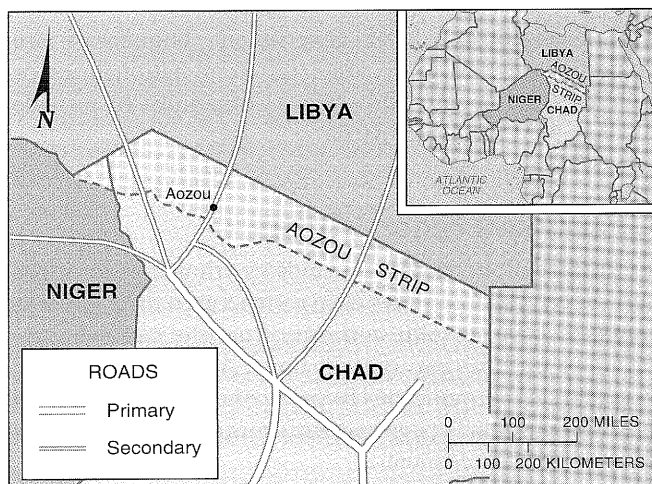 N
LIBYA
Aozou
AOZOU STRIP
NIGER
CHAD
ROADS
Primary
Secondary
0 100 200 MILES
0 100 200 KILOMETERS
LIBYA
AOZOU
STRIP
NIGER
CHAD
ATLANTIC
OCEAN